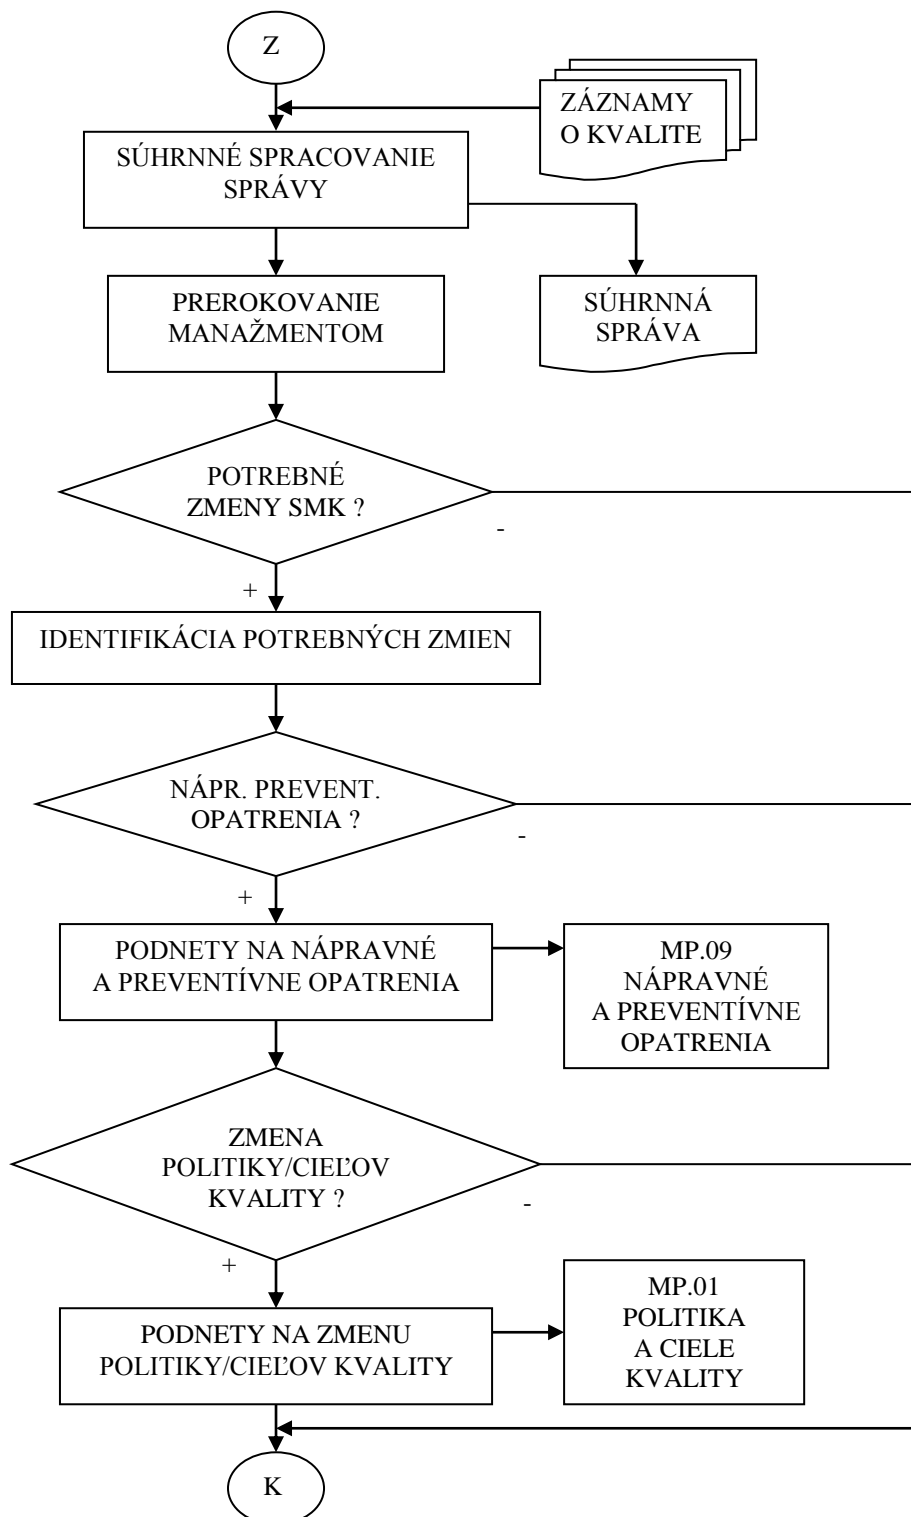 Z
ZÁZNAMY
O KVALITE
SÚHRNNÉ SPRACOVANIE
SPRÁVY
PREROKOVANIE
MANAŽMENTOM
SÚHRNNÁ
SPRÁVA
POTREBNÉ
ZMENY SMK ?
-
+
IDENTIFIKÁCIA POTREBNÝCH ZMIEN
NÁPR. PREVENT.
OPATRENIA ?
-
+
PODNETY NA NÁPRAVNÉ
A PREVENTÍVNE OPATRENIA
MP.09
NÁPRAVNÉ
A PREVENTÍVNE
OPATRENIA
ZMENA
POLITIKY/CIEĽOV
KVALITY ?
-
+
PODNETY NA ZMENU
POLITIKY/CIEĽOV KVALITY
MP.01
POLITIKA
A CIELE
KVALITY
K